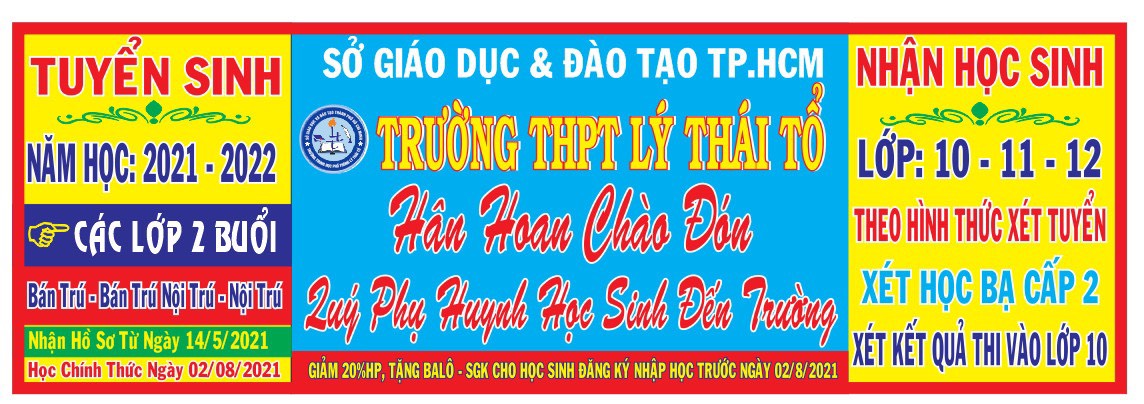 TUYỂN SINH
NĂM HỌC: 2021 - 2022
CÁC LỚP 2 BUỔI
Bán Trú - Bán Trú Nội Trú - Nội Trú
Nhận Hồ Sơ Từ Ngày 14/5/2021
Học Chính Thức Ngày 02/08/2021
SỞ GIÁO DỤC & ĐÀO TẠO TP.HCM
TRƯỜNG THPT LÝ THÁI TỔ
Hân Hoan Chào Đón
Quý Phụ Huynh Học Sinh Đến Trường
GIẢM 20%HP, TẶNG BALÔ - SGK CHO HỌC SINH ĐĂNG KÝ NHẬP HỌC TRƯỚC NGÀY 02/8/2021
NHẬN HỌC SINH
LỚP: 10 - 11 - 12
THEO HÌNH THỨC XÉT TUYỂN
XÉT HỌC BẠ CẤP 2
XÉT KẾT QUẢ THI VÀO LỚP 10